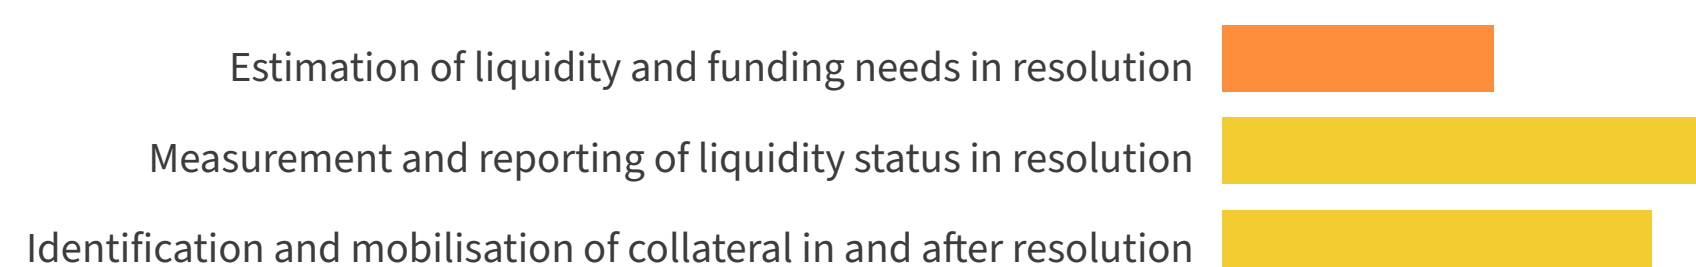 Estimation of liquidity and funding needs in resolution
Measurement and reporting of liquidity status in resolution
Identification and mobilisation of collateral in and after resolution